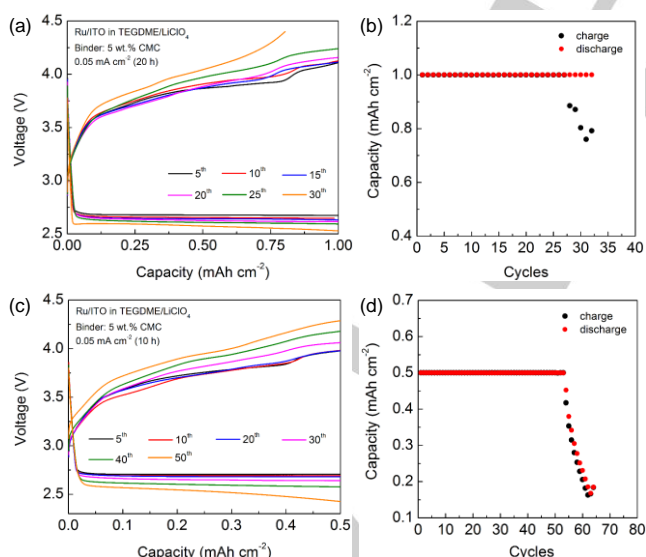 (a)
Ru/ITO in TEGDME/LiClO₄
Binder: 5 wt.% CMC
0.05 mA cm⁻² (20 h)
4.5
4.0
3.5
3.0
2.5
Voltage (V)
5th 10th 15th
20th 25th 30th
0.00 0.25 0.50 0.75 1.00
Capacity (mAh cm⁻²)
(b)
charge
discharge
1.4
1.2
1.0
0.8
0.6
0.4
Capacity (mAh cm⁻²)
0 5 10 15 20 25 30 35 40
Cycles
(c)
Ru/ITO in TEGDME/LiClO₄
Binder: 5 wt.% CMC
0.05 mA cm⁻² (10 h)
4.5
4.0
3.5
3.0
2.5
Voltage (V)
5th 10th 20th 30th
40th 50th
0.0 0.1 0.2 0.3 0.4 0.5
Capacity (mAh cm⁻²)
(d)
charge
discharge
0.7
0.6
0.5
0.4
0.3
0.2
0.1
Capacity (mAh cm⁻²)
0 10 20 30 40 50 60 70 80
Cycles